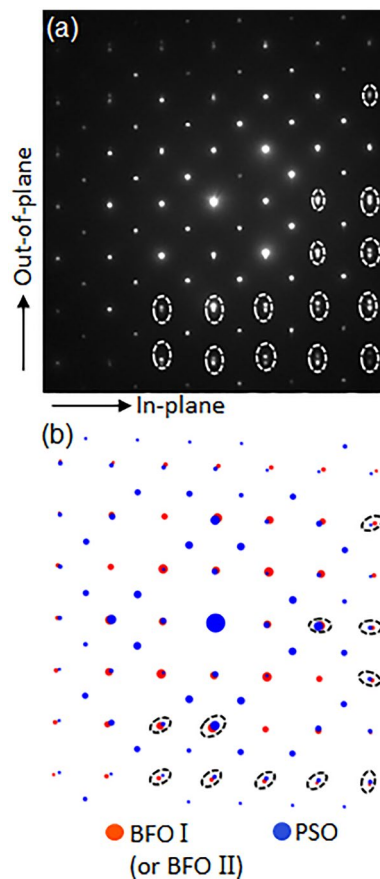 (a)
Out-of-plane
In-plane
(b)
BFO I
(or BFO II)
PSO